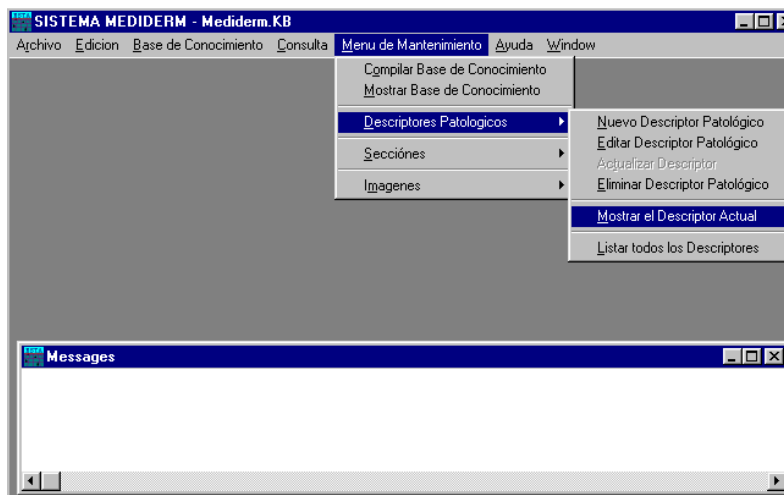 SISTEMA MEDIDERM - Mediderm.KB
Archivo Edicion Base de Conocimiento Consulta Menu de Mantenimiento Ayuda Window
Compilar Base de Conocimiento
Mostrar Base de Conocimiento
Descriptores Patologicos
Secciónes
Imagenes
Nuevo Descriptor Patológico
Editar Descriptor Patológico
Actualizar Descriptor
Eliminar Descriptor Patológico
Mostrar el Descriptor Actual
Listar todos los Descriptores
Messages